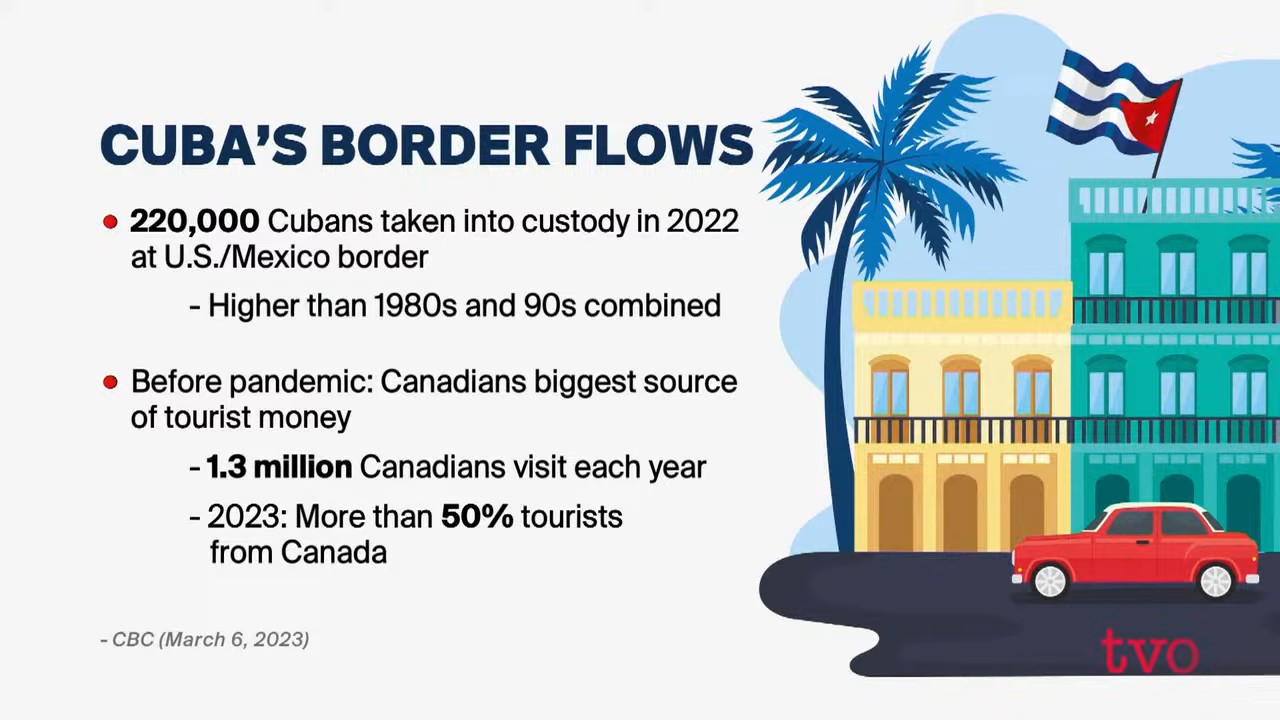 CUBA’S BORDER FLOWS
220,000 Cubans taken into custody in 2022
at U.S./Mexico border
- Higher than 1980s and 90s combined
Before pandemic: Canadians biggest source
of tourist money
- 1.3 million Canadians visit each year
- 2023: More than 50% tourists
from Canada
- CBC (March 6, 2023)
tvo